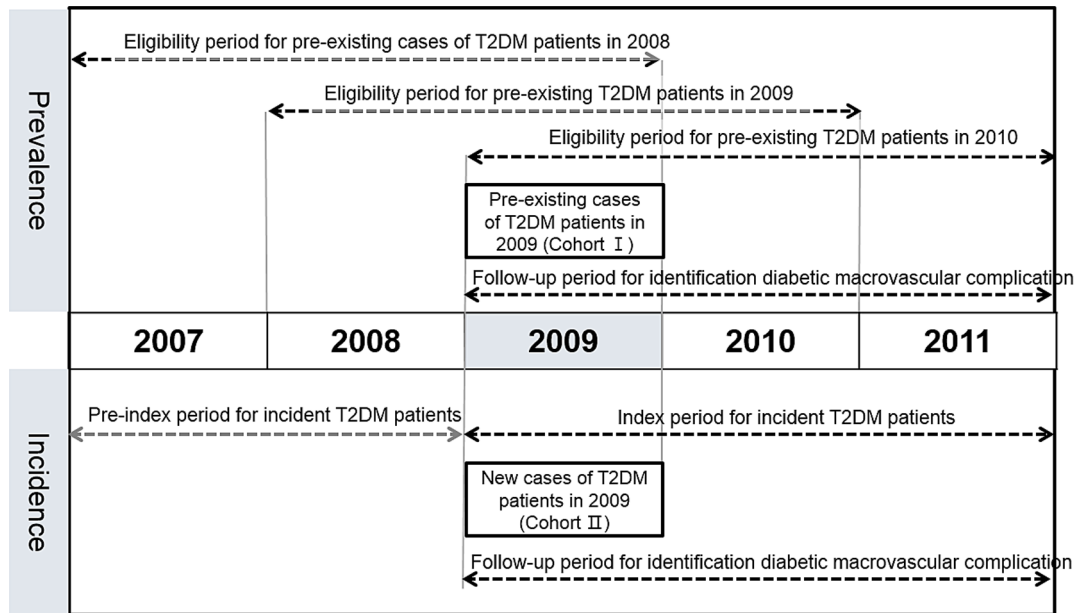 Prevalence
Eligibility period for pre-existing cases of T2DM patients in 2008
Eligibility period for pre-existing T2DM patients in 2009
Eligibility period for pre-existing T2DM patients in 2010
Pre-existing cases
of T2DM patients in
2009 (Cohort Ⅰ)
Follow-up period for identification diabetic macrovascular complication
2007 2008 2009 2010 2011
Incidence
Pre-index period for incident T2DM patients
Index period for incident T2DM patients
New cases of T2DM
patients in 2009
(Cohort Ⅱ)
Follow-up period for identification diabetic macrovascular complication